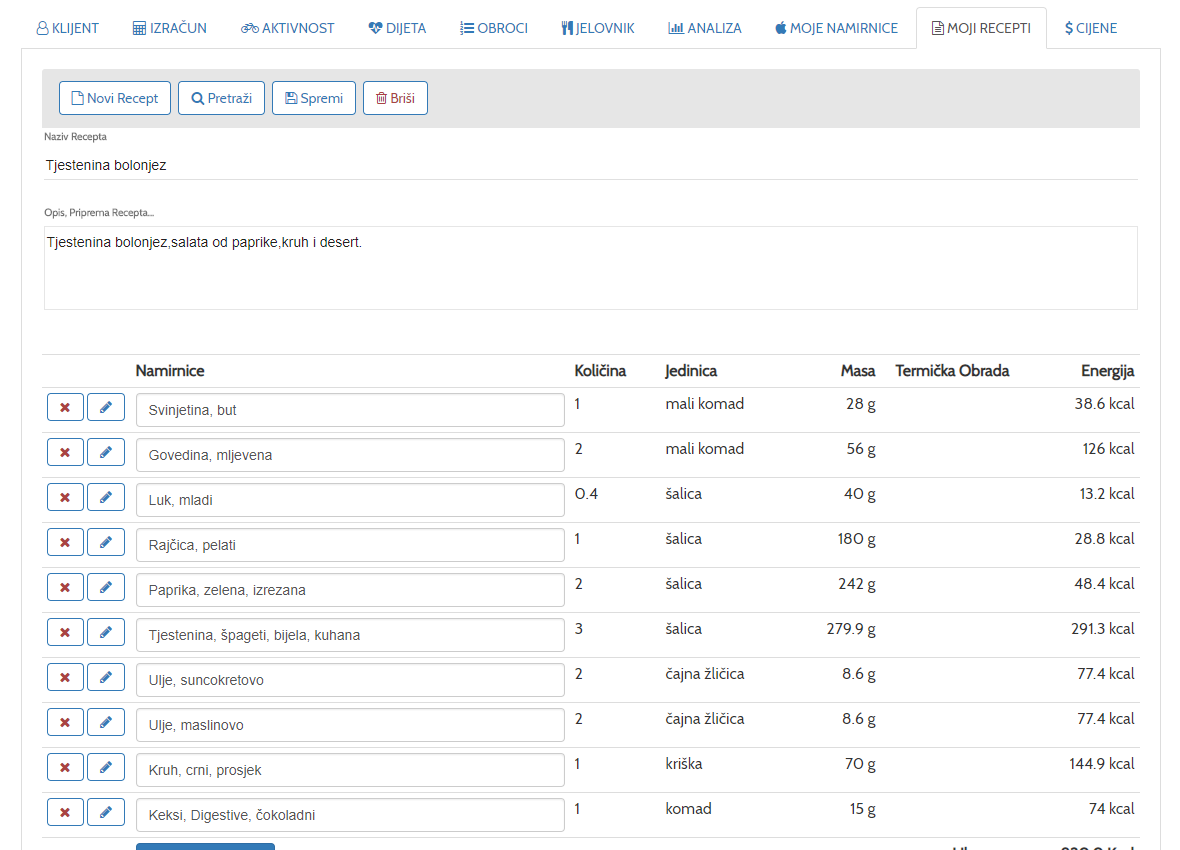 KLIJENT IZRAČUN AKTIVNOST DIJETA OBROCI JELOVNIK ANALIZA MOJE NAMIRNICE MOJI RECEPTI $ CIJENE
Novi Recept Pretraži Spremi Briši
Naziv Recepta
Tjestenina bolonjez
Opis, Priprema Recepta...
Tjestenina bolonjez,salata od paprike,kruh i desert.
Namirnice Količina Jedinica Masa Termička Obrada Energija
Svinjetina, but 1 mali komad 28 g 38.6 kcal
Govedina, mljevena 2 mali komad 56 g 126 kcal
Luk, mladi 0.4 šalica 40 g 13.2 kcal
Rajčica, pelati 1 šalica 180 g 28.8 kcal
Paprika, zelena, izrezana 2 šalica 242 g 48.4 kcal
Tjestenina, špageti, bijela, kuhana 3 šalica 279.9 g 291.3 kcal
Ulje, suncokretovo 2 čajna žličica 8.6 g 77.4 kcal
Ulje, maslinovo 2 čajna žličica 8.6 g 77.4 kcal
Kruh, crni, prosjek 1 kriška 70 g 144.9 kcal
Keksi, Digestive, čokoladni 1 komad 15 g 74 kcal